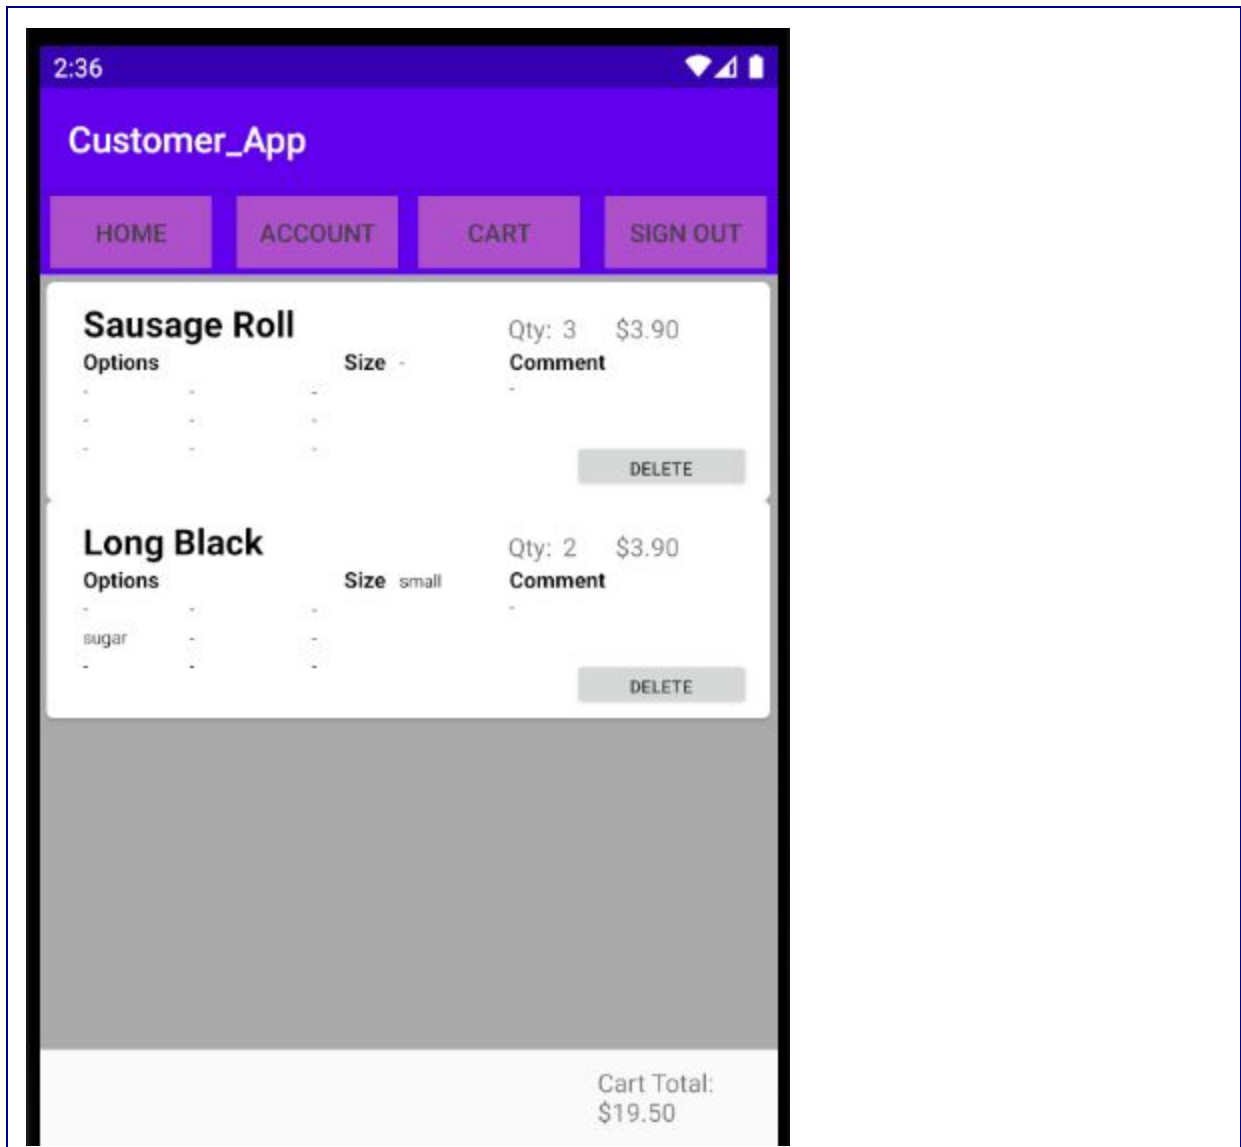 2:36
Customer_App
HOME ACCOUNT CART SIGN OUT
Sausage Roll Qty: 3 $3.90
Options Size - Comment
- - - -
- - -
- - -
DELETE
Long Black Qty: 2 $3.90
Options Size small Comment
- - - -
sugar - -
- - -
DELETE
Cart Total:
$19.50